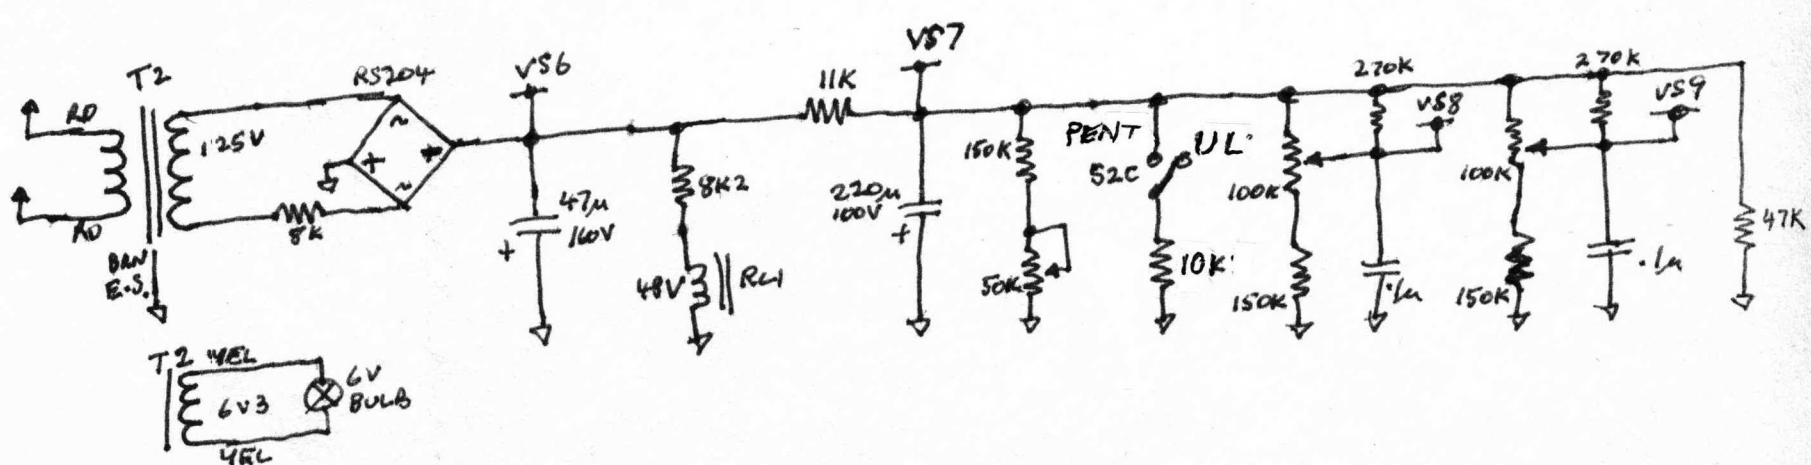 T2
RD
RD
BRN
E.S.
125V
RS204
~
+
+
~
8K
VS6
47µ
160V
+
8K2
48V
RL1
11K
VS7
220µ
100V
+
150K
50K
PENT
UL
S2C
10K
100K
150K
270K
VS8
.1µ
100K
150K
270K
VS9
.1µ
47K
T2 YEL
6V3
YEL
6V
BULB